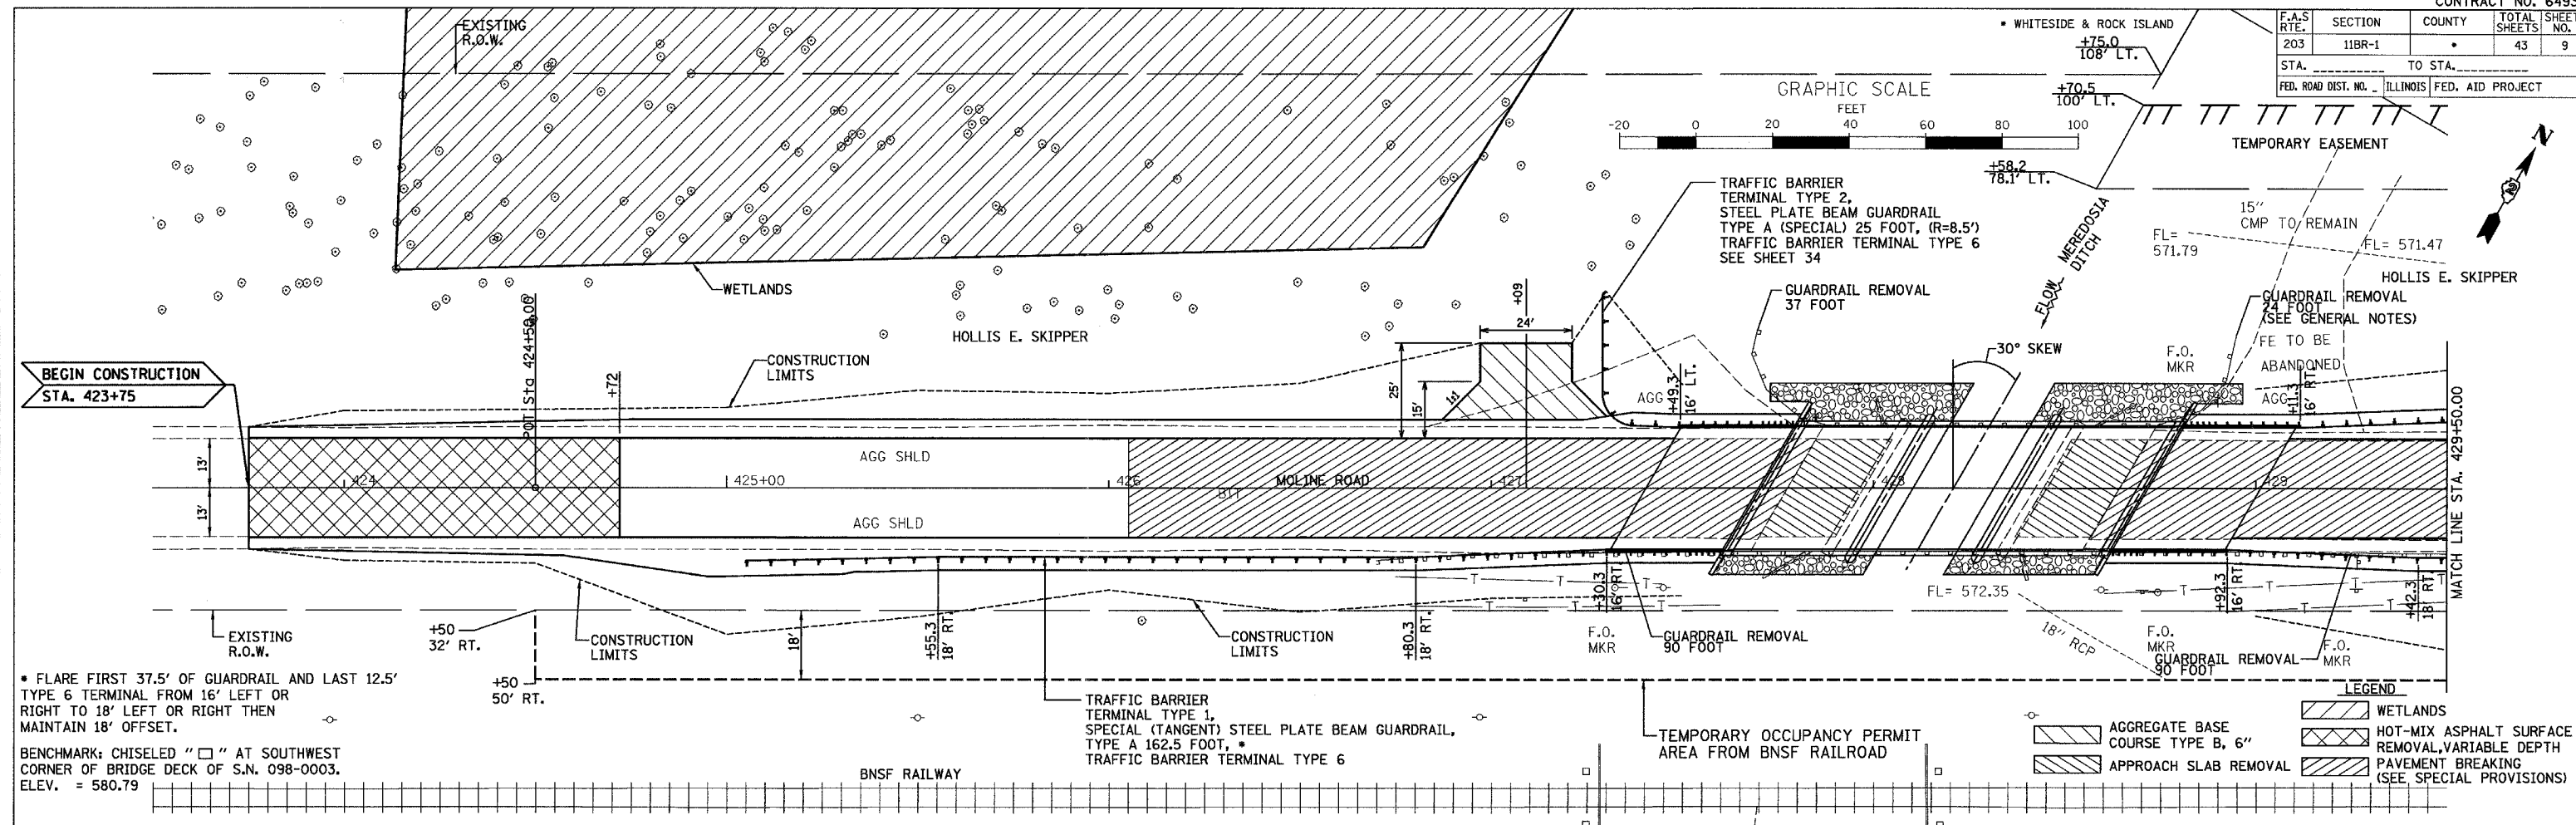 CONTRACT NO. 6493
F.A.S RTE.
SECTION
COUNTY
TOTAL SHEETS
SHEET NO.
203
11BR-1
*
43
9
STA. __________ TO STA.__________
FED. ROAD DIST. NO. _
ILLINOIS
FED. AID PROJECT
* WHITESIDE & ROCK ISLAND
+75.0
108' LT.
+70.5
100' LT.
+58.2
78.1' LT.
EXISTING
R.O.W.
GRAPHIC SCALE
FEET
-20 0 20 40 60 80 100
TEMPORARY EASEMENT
N
TRAFFIC BARRIER
TERMINAL TYPE 2,
STEEL PLATE BEAM GUARDRAIL
TYPE A (SPECIAL) 25 FOOT, (R=8.5')
TRAFFIC BARRIER TERMINAL TYPE 6
SEE SHEET 34
15"
CMP TO REMAIN
FL=
571.79
FL= 571.47
FLOW
MEREDOSIA
DITCH
HOLLIS E. SKIPPER
WETLANDS
GUARDRAIL REMOVAL
37 FOOT
GUARDRAIL REMOVAL
24 FOOT
(SEE GENERAL NOTES)
FE TO BE
ABANDONED
HOLLIS E. SKIPPER
+09
24'
25'
15'
1:1
30° SKEW
F.O.
MKR
CONSTRUCTION
LIMITS
BEGIN CONSTRUCTION
STA. 423+75
POT Sta 424+50.00
+72
AGG
+49.3
16' LT.
AGG
+11.3
16' RT.
MATCH LINE STA. 429+50.00
13'
13'
AGG SHLD
424
425+00
426
427
428
429
MOLINE ROAD
BIT
AGG SHLD
EXISTING
R.O.W.
+50
32' RT.
+50
50' RT.
CONSTRUCTION
LIMITS
18'
+55.3
18' RT.
CONSTRUCTION
LIMITS
+80.3
18' RT.
+30.3
16' RT.
T T T T T T
F.O.
MKR
GUARDRAIL REMOVAL
90 FOOT
FL= 572.35
18" RCP
+92.3
16' RT.
+42.3
18' RT.
F.O.
MKR
GUARDRAIL REMOVAL
90 FOOT
F.O.
MKR
* FLARE FIRST 37.5' OF GUARDRAIL AND LAST 12.5'
TYPE 6 TERMINAL FROM 16' LEFT OR
RIGHT TO 18' LEFT OR RIGHT THEN
MAINTAIN 18' OFFSET.
BENCHMARK: CHISELED "□" AT SOUTHWEST
CORNER OF BRIDGE DECK OF S.N. 098-0003.
ELEV. = 580.79
TRAFFIC BARRIER
TERMINAL TYPE 1,
SPECIAL (TANGENT) STEEL PLATE BEAM GUARDRAIL,
TYPE A 162.5 FOOT, *
TRAFFIC BARRIER TERMINAL TYPE 6
TEMPORARY OCCUPANCY PERMIT
AREA FROM BNSF RAILROAD
BNSF RAILWAY
LEGEND
AGGREGATE BASE
COURSE TYPE B, 6"
APPROACH SLAB REMOVAL
WETLANDS
HOT-MIX ASPHALT SURFACE
REMOVAL,VARIABLE DEPTH
PAVEMENT BREAKING
(SEE SPECIAL PROVISIONS)